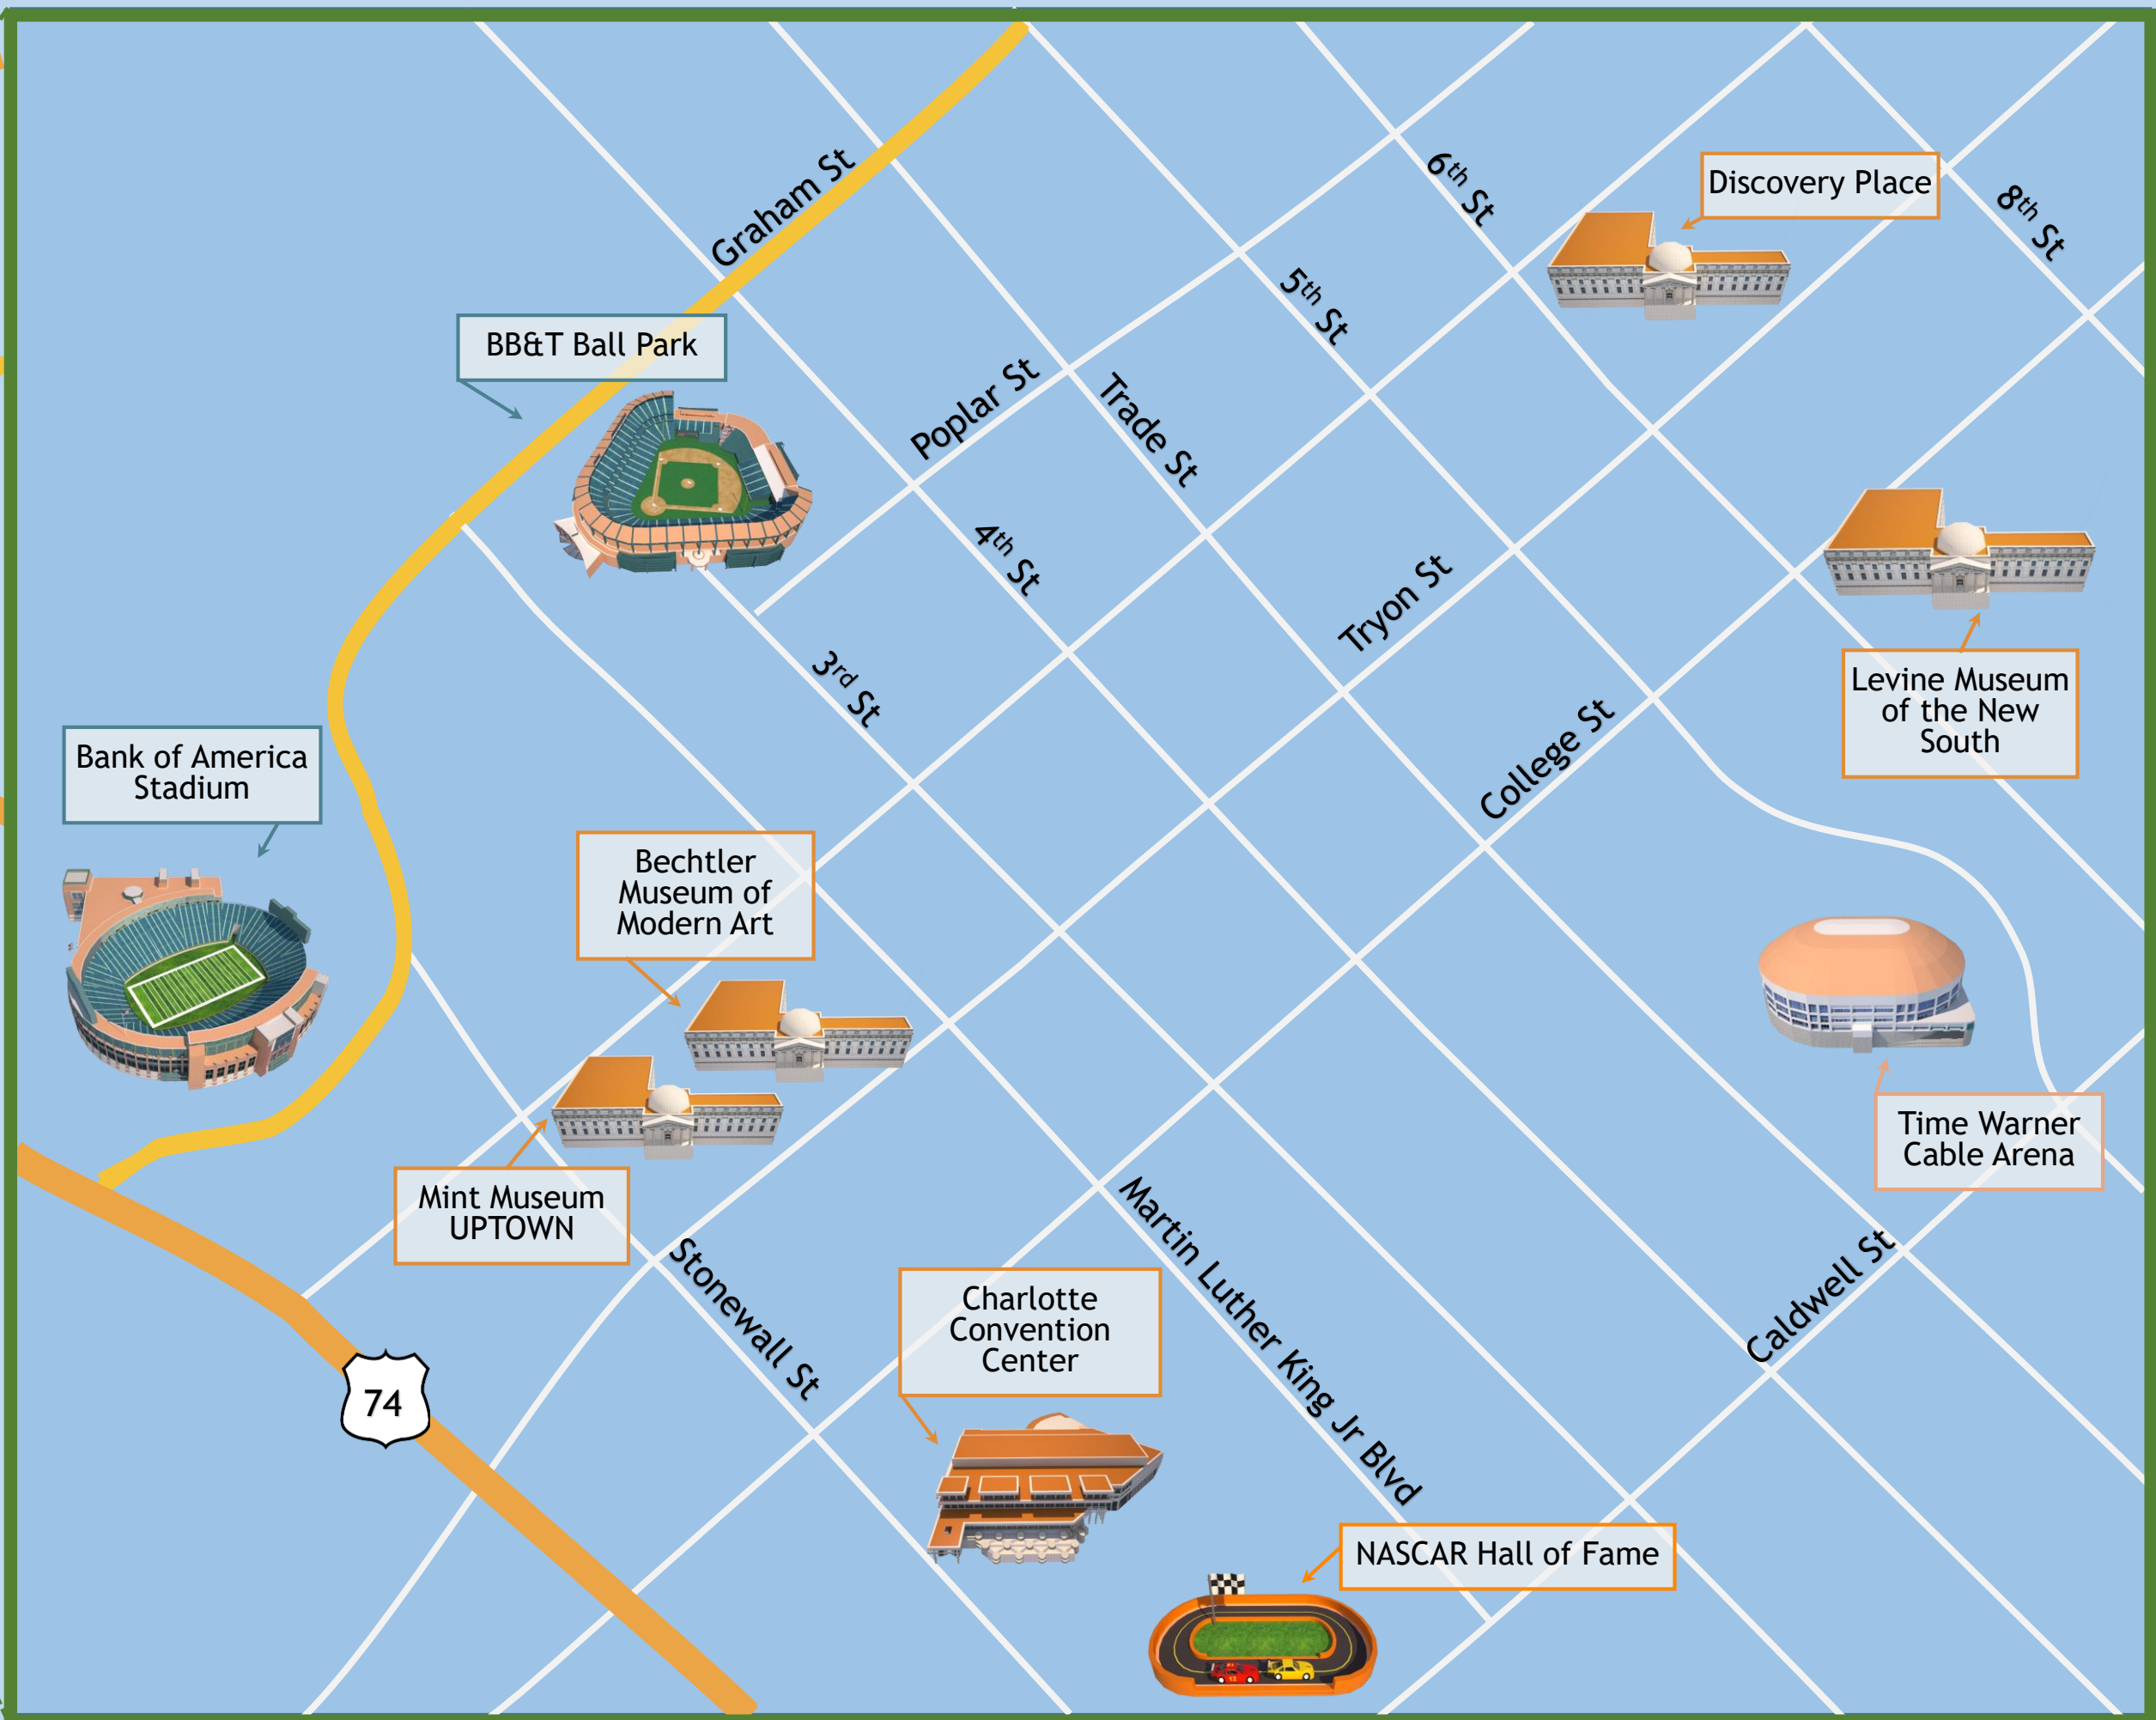 Graham St
6th St
Discovery Place
8th St
5th St
BB&T Ball Park
Poplar St
Trade St
4th St
Tryon St
3rd St
Levine Museum
of the New
South
College St
Bank of America
Stadium
Bechtler
Museum of
Modern Art
Time Warner
Cable Arena
Mint Museum
UPTOWN
Martin Luther King Jr Blvd
Stonewall St
Caldwell St
Charlotte
Convention
Center
74
NASCAR Hall of Fame